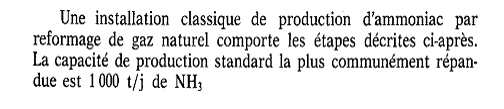 Une installation classique de production d'ammoniac par
reformage de gaz naturel comporte les étapes décrites ci-après.
La capacité de production standard la plus communément répan-
due est 1 000 t/j de NH₃